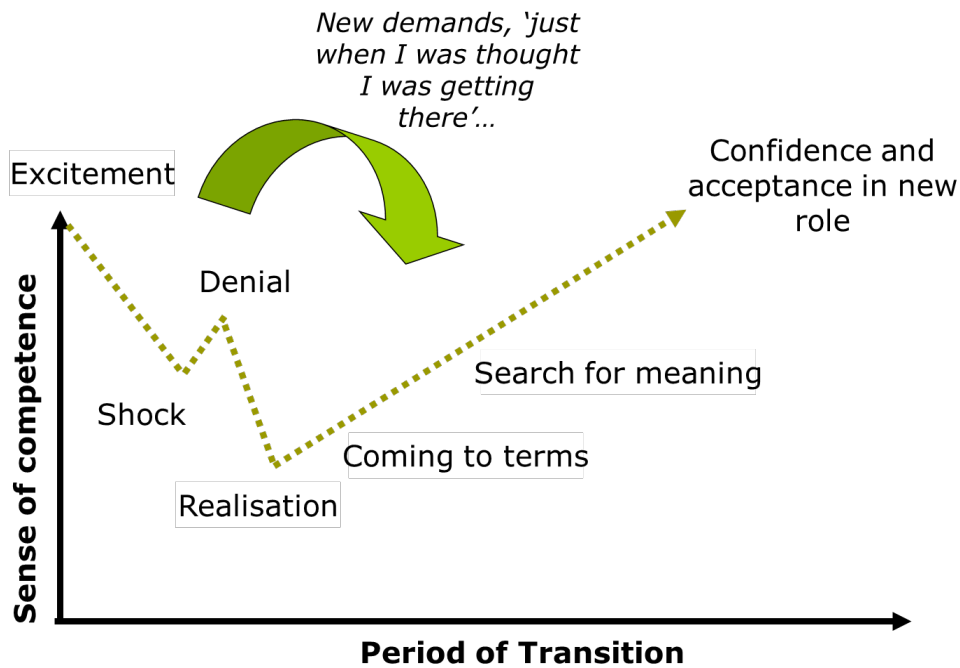 New demands, ‘just
when I was thought
I was getting
there’…
Excitement
Confidence and
acceptance in new
role
Denial
Shock
Search for meaning
Coming to terms
Realisation
Sense of competence
Period of Transition